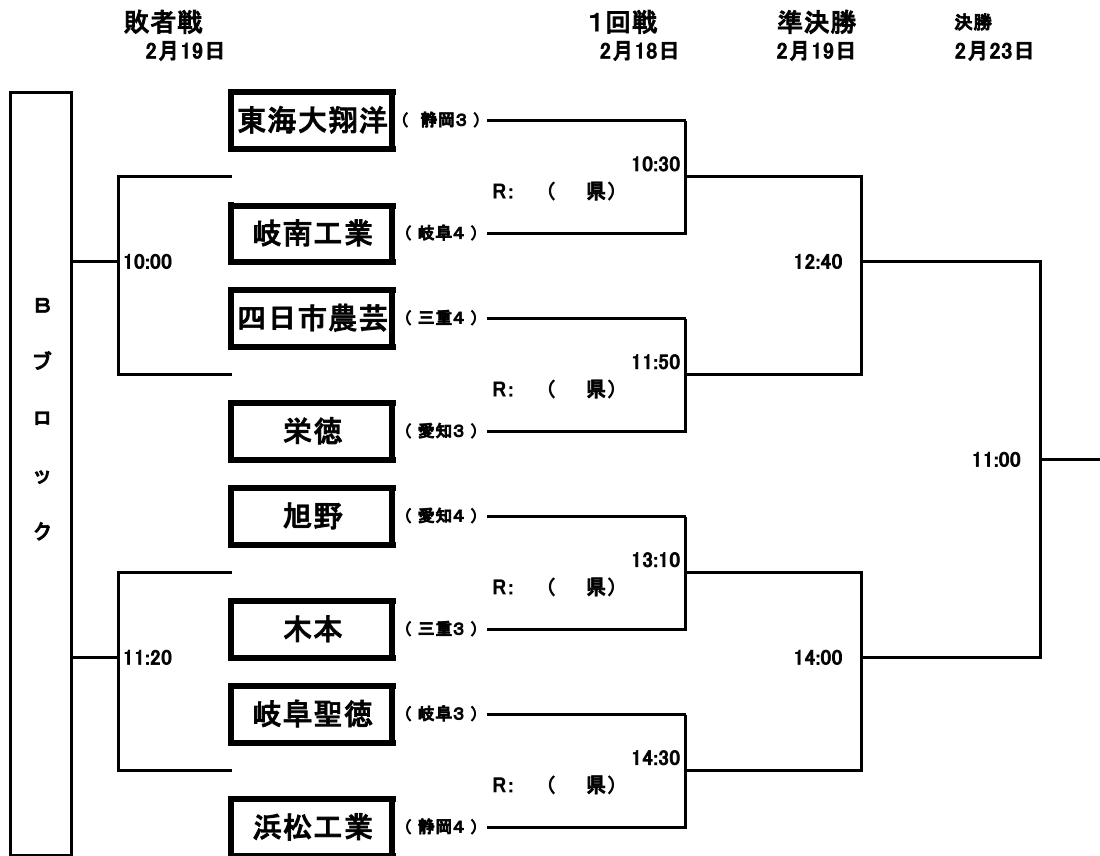 敗者戦 1回戦 準決勝 決勝
2月19日 2月18日 2月19日 2月23日
東海大翔洋 （ 静岡3 ）
10:30
R: （ 県）
岐南工業 （ 岐阜4 ）
10:00 12:40
四日市農芸 （ 三重4 ）
11:50
R: （ 県）
栄徳 （ 愛知3 ）
Bブロック
11:00
旭野 （ 愛知4 ）
13:10
R: （ 県）
木本 （ 三重3 ）
11:20 14:00
岐阜聖徳 （ 岐阜3 ）
14:30
R: （ 県）
浜松工業 （ 静岡4 ）